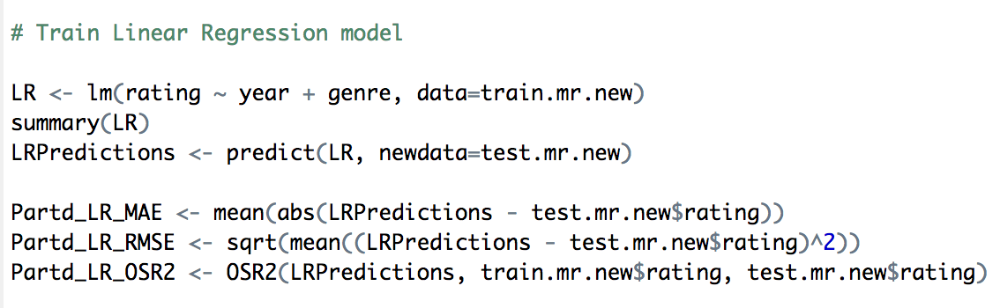 # Train Linear Regression model
LR <- lm(rating ~ year + genre, data=train.mr.new)
summary(LR)
LRPredictions <- predict(LR, newdata=test.mr.new)
Partd_LR_MAE <- mean(abs(LRPredictions - test.mr.new$rating))
Partd_LR_RMSE <- sqrt(mean((LRPredictions - test.mr.new$rating)^2))
Partd_LR_OSR2 <- OSR2(LRPredictions, train.mr.new$rating, test.mr.new$rating)